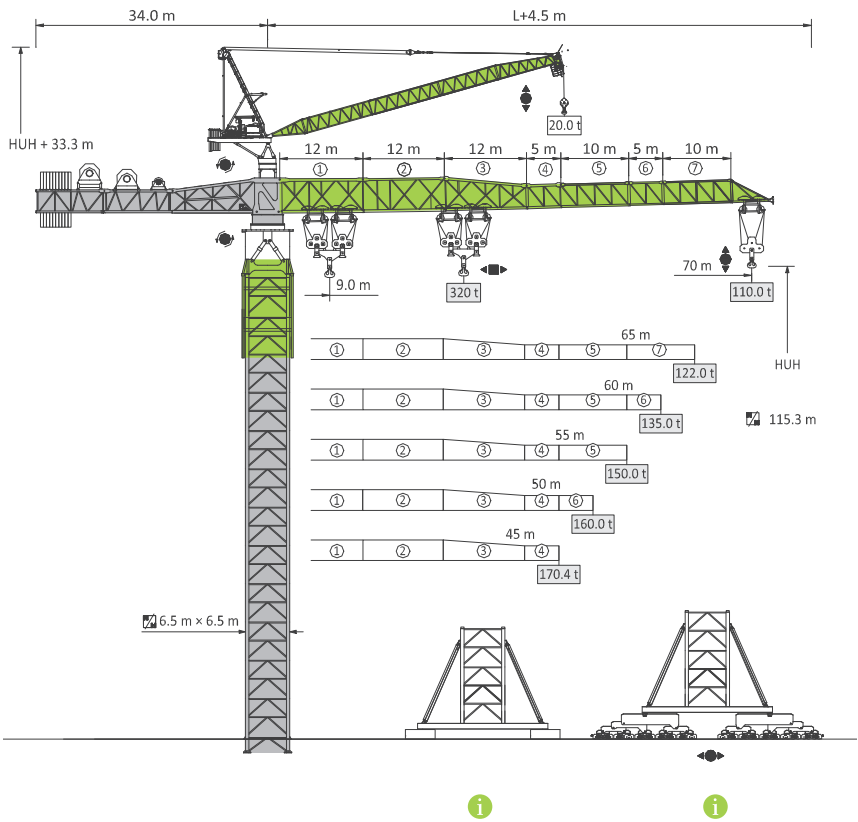 34.0 m
L+4.5 m
20.0 t
HUH + 33.3 m
12 m
12 m
12 m
5 m
10 m
5 m
10 m
1
2
3
4
5
6
7
9.0 m
320 t
70 m
110.0 t
HUH
65 m
1
2
3
4
5
7
122.0 t
60 m
1
2
3
4
5
6
135.0 t
115.3 m
55 m
1
2
3
4
5
150.0 t
50 m
1
2
3
4
6
160.0 t
45 m
1
2
3
4
170.4 t
6.5 m × 6.5 m
i
i